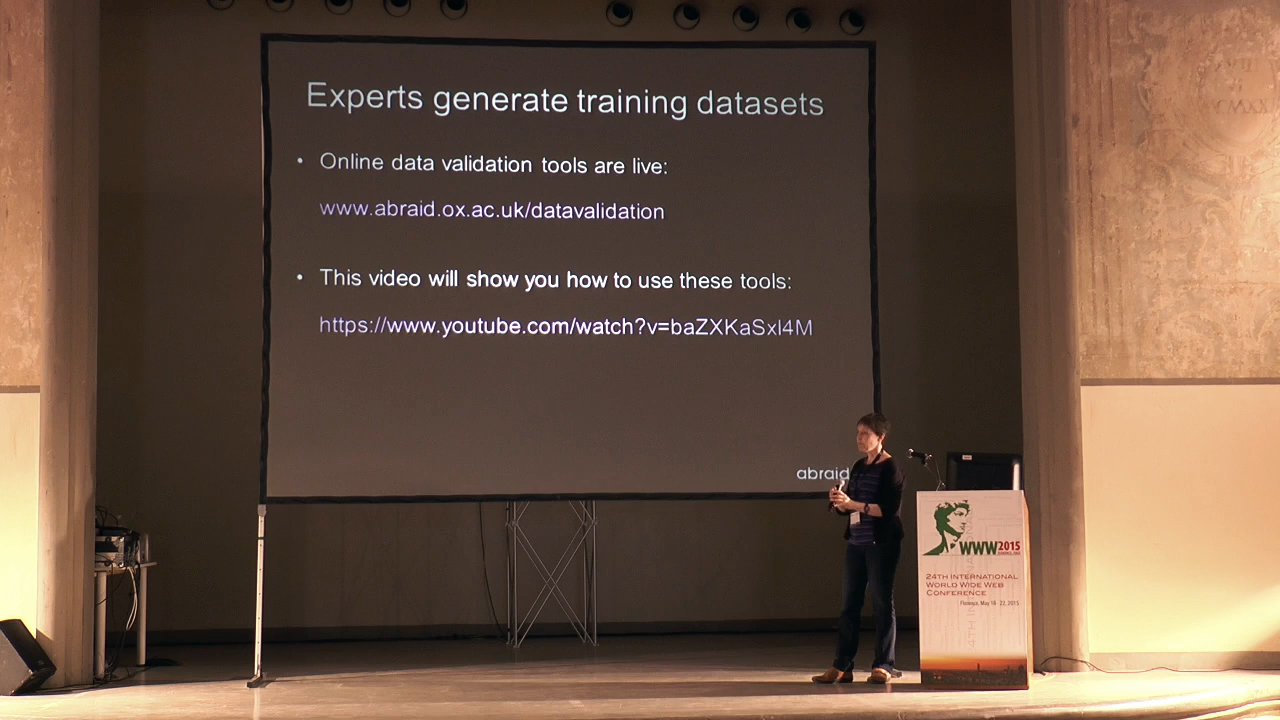 Experts generate training datasets
• Online data validation tools are live:
www.abraid.ox.ac.uk/datavalidation
• This video will show you how to use these tools:
https://www.youtube.com/watch?v=baZXKaSxI4M
abraid
WWW2015
24TH INTERNATIONAL
WORLD WIDE WEB
CONFERENCE
Florence, May 18 - 22, 2015